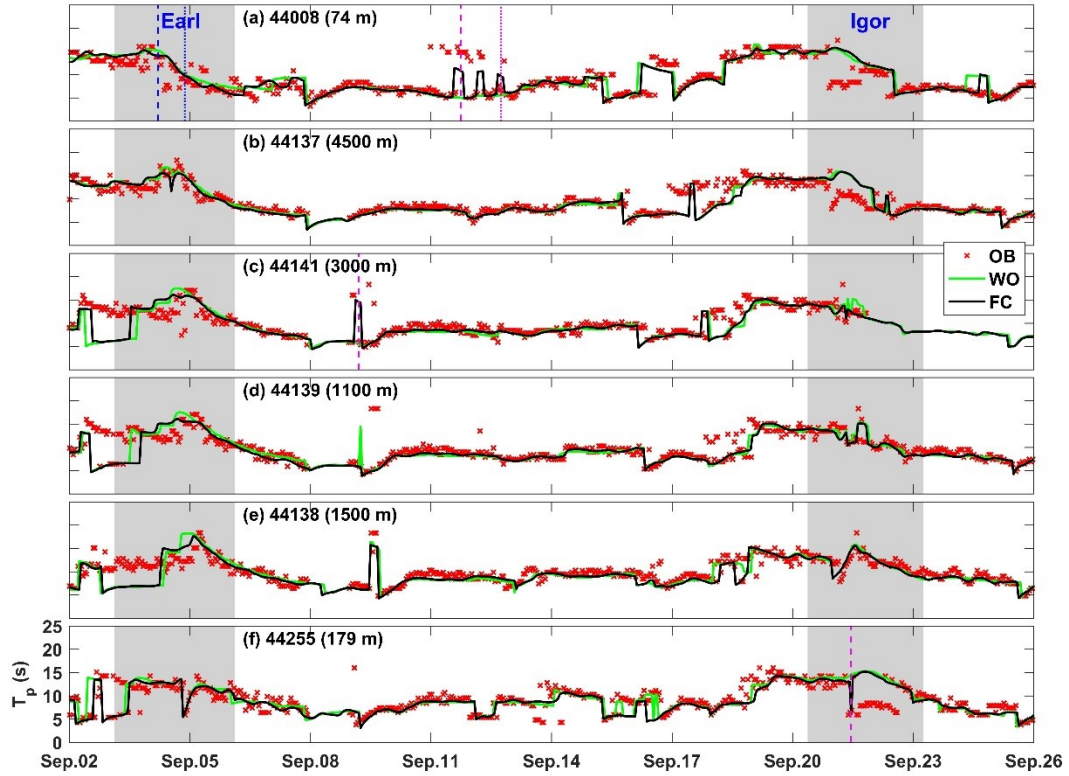 Earl
Igor
(a) 44008 (74 m)
(b) 44137 (4500 m)
(c) 44141 (3000 m)
OB
WO
FC
(d) 44139 (1100 m)
(e) 44138 (1500 m)
(f) 44255 (179 m)
T_p (s)
25
20
15
10
5
0
Sep.02 Sep.05 Sep.08 Sep.11 Sep.14 Sep.17 Sep.20 Sep.23 Sep.26